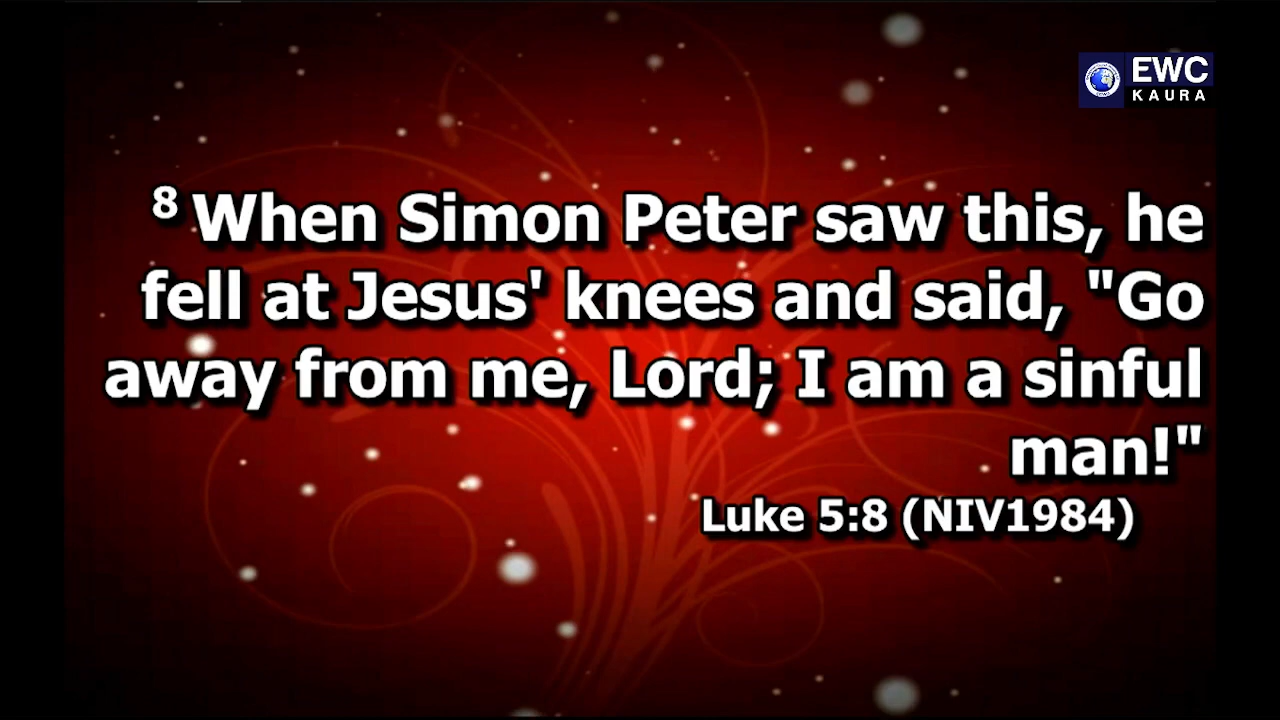 EWC
KAURA
8 When Simon Peter saw this, he
fell at Jesus' knees and said, "Go
away from me, Lord; I am a sinful
man!"
Luke 5:8 (NIV1984)